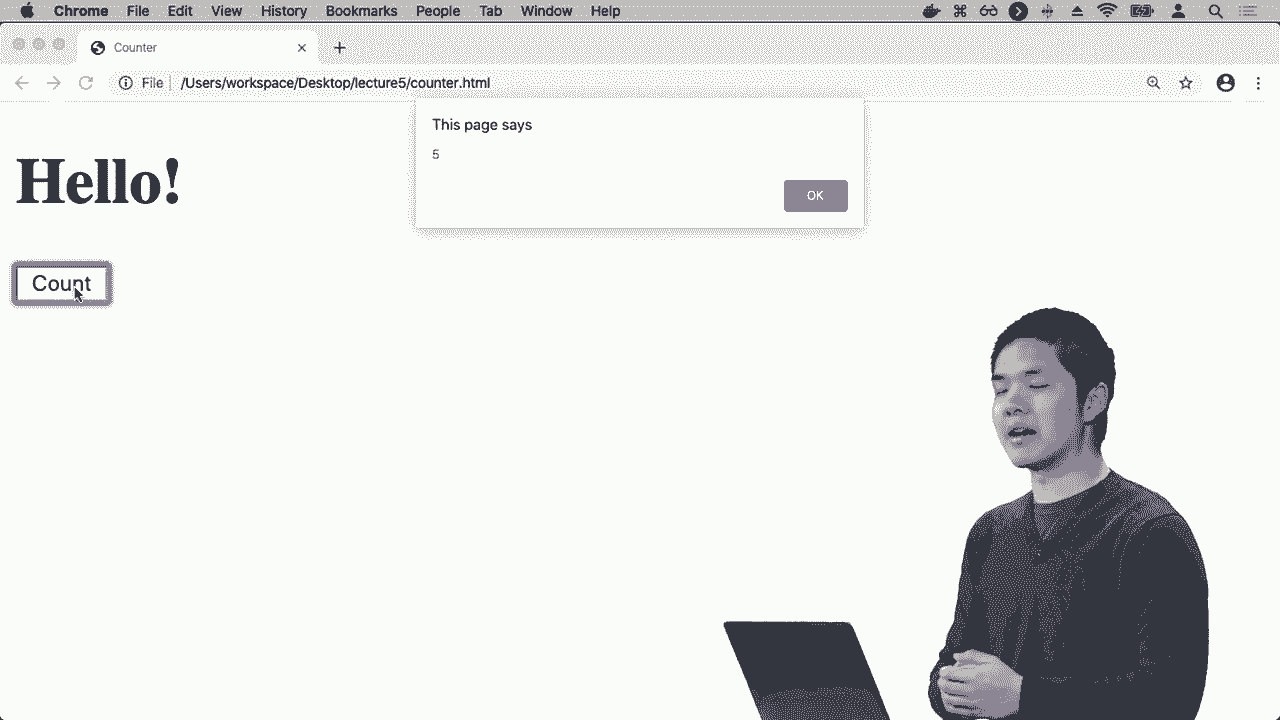 Chrome File Edit View History Bookmarks People Tab Window Help
Counter
File /Users/workspace/Desktop/lecture5/counter.html
This page says
5
OK
Hello!
Count